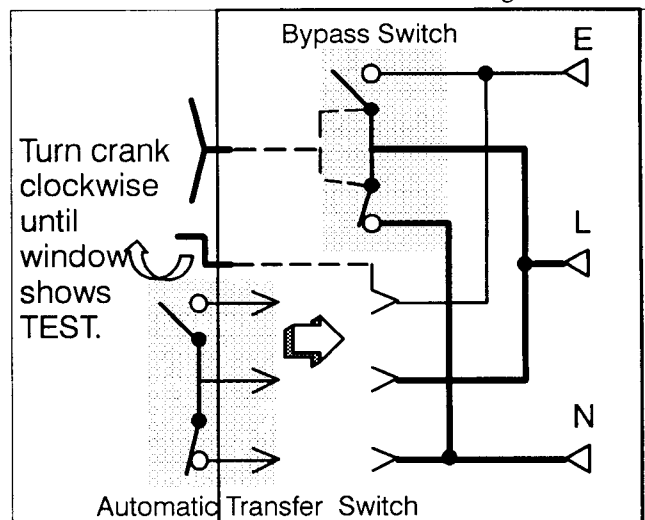 Bypass Switch
E
Turn crank
clockwise
until
window
shows
TEST.
L
N
Automatic Transfer Switch